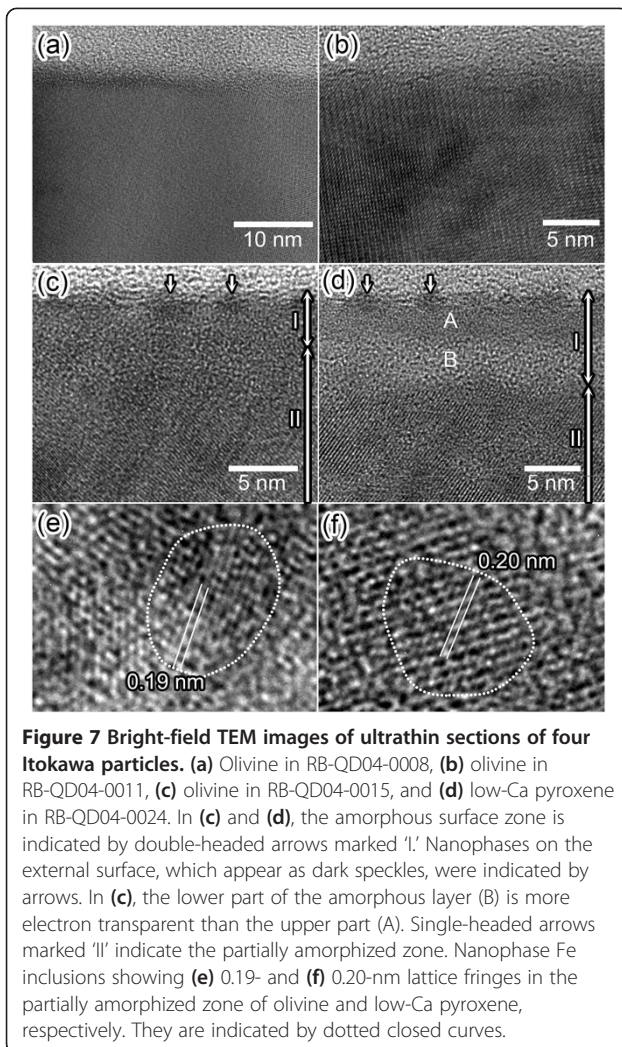 (a)
(b)
10 nm
5 nm
(c)
(d)
A
B
I
I
II
II
5 nm
5 nm
(e)
(f)
0.19 nm
0.20 nm
Figure 7 Bright-field TEM images of ultrathin sections of four
Itokawa particles. (a) Olivine in RB-QD04-0008, (b) olivine in
RB-QD04-0011, (c) olivine in RB-QD04-0015, and (d) low-Ca pyroxene
in RB-QD04-0024. In (c) and (d), the amorphous surface zone is
indicated by double-headed arrows marked ‘I.’ Nanophases on the
external surface, which appear as dark speckles, were indicated by
arrows. In (c), the lower part of the amorphous layer (B) is more
electron transparent than the upper part (A). Single-headed arrows
marked ‘II’ indicate the partially amorphized zone. Nanophase Fe
inclusions showing (e) 0.19- and (f) 0.20-nm lattice fringes in the
partially amorphized zone of olivine and low-Ca pyroxene,
respectively. They are indicated by dotted closed curves.